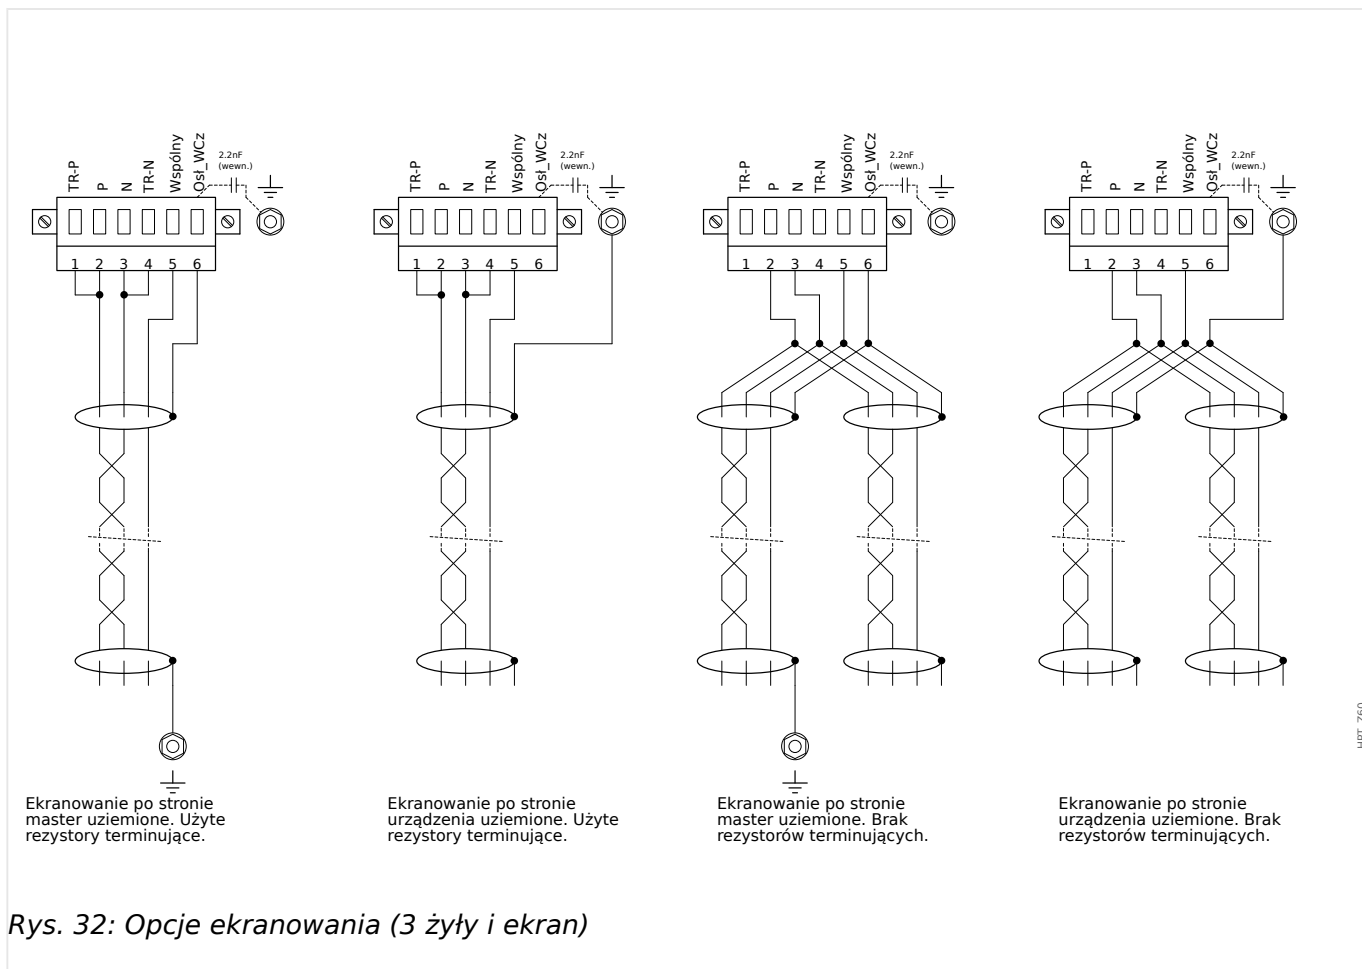 TR-P
P
N
TR-N
Wspólny
Osł_WCz
2.2nF
(wewn.)
1 2 3 4 5 6
Ekranowanie po stronie
master uziemione. Użyte
rezystory terminujące.
TR-P
P
N
TR-N
Wspólny
Osł_WCz
2.2nF
(wewn.)
1 2 3 4 5 6
Ekranowanie po stronie
urządzenia uziemione. Użyte
rezystory terminujące.
TR-P
P
N
TR-N
Wspólny
Osł_WCz
2.2nF
(wewn.)
1 2 3 4 5 6
Ekranowanie po stronie
master uziemione. Brak
rezystorów terminujących.
TR-P
P
N
TR-N
Wspólny
Osł_WCz
2.2nF
(wewn.)
1 2 3 4 5 6
Ekranowanie po stronie
urządzenia uziemione. Brak
rezystorów terminujących.
Rys. 32: Opcje ekranowania (3 żyły i ekran)